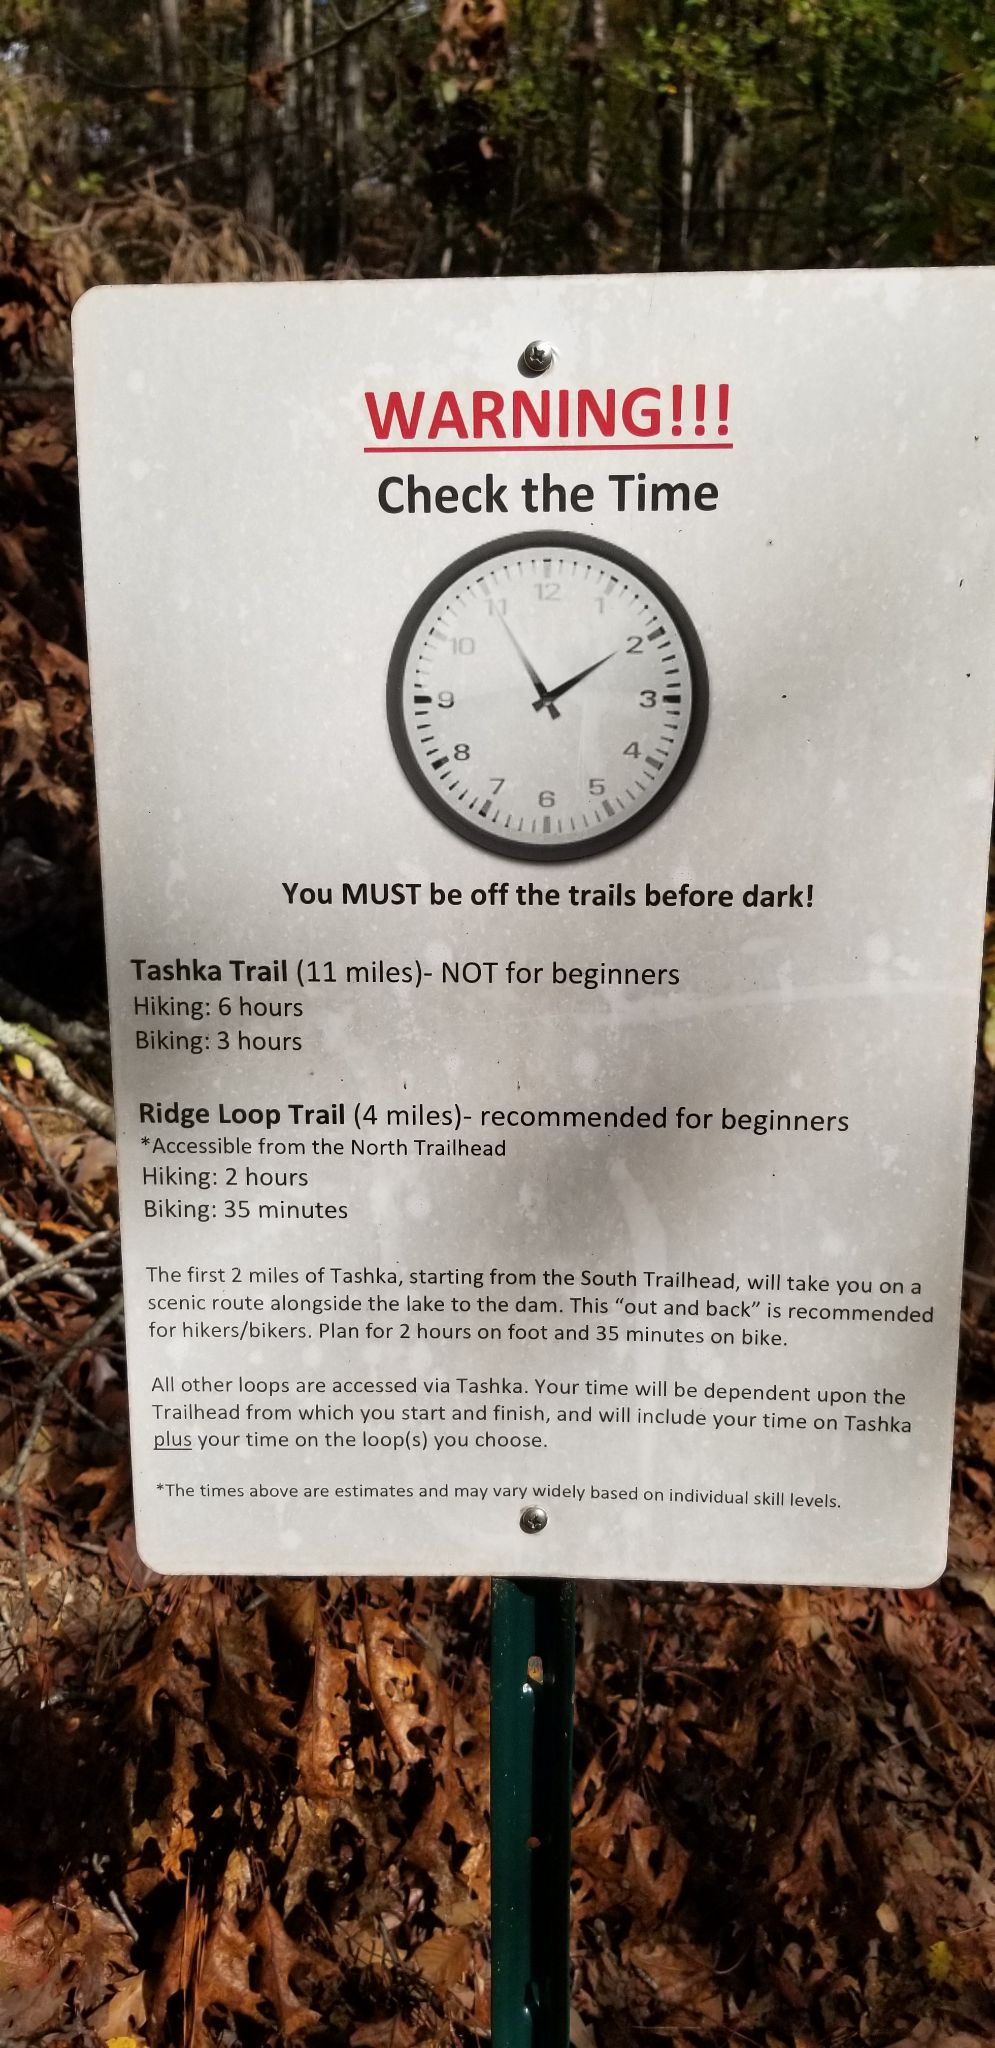 WARNING!!!
Check the Time
12
11
1
10
2
9
3
8
4
7
5
6
You MUST be off the trails before dark!
Tashka Trail (11 miles)- NOT for beginners
Hiking: 6 hours
Biking: 3 hours
Ridge Loop Trail (4 miles)- recommended for beginners
*Accessible from the North Trailhead
Hiking: 2 hours
Biking: 35 minutes
The first 2 miles of Tashka, starting from the South Trailhead, will take you on a
scenic route alongside the lake to the dam. This “out and back” is recommended
for hikers/bikers. Plan for 2 hours on foot and 35 minutes on bike.
All other loops are accessed via Tashka. Your time will be dependent upon the
Trailhead from which you start and finish, and will include your time on Tashka
plus your time on the loop(s) you choose.
*The times above are estimates and may vary widely based on individual skill levels.